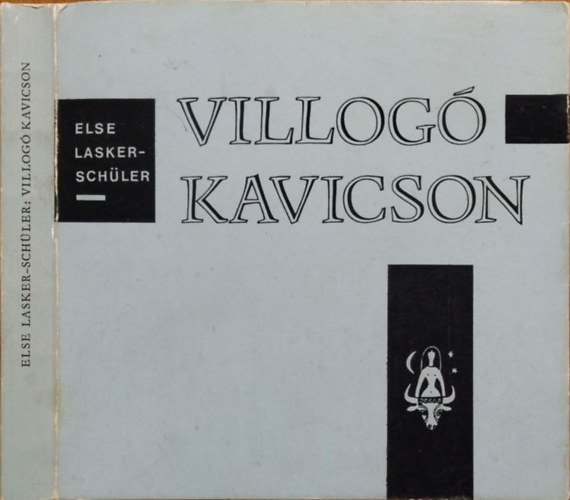 ELSE LASKER-SCHÜLER: VILLOGÓ KAVICSON
ELSE
LASKER-
SCHÜLER
VILLOGÓ
KAVICSON